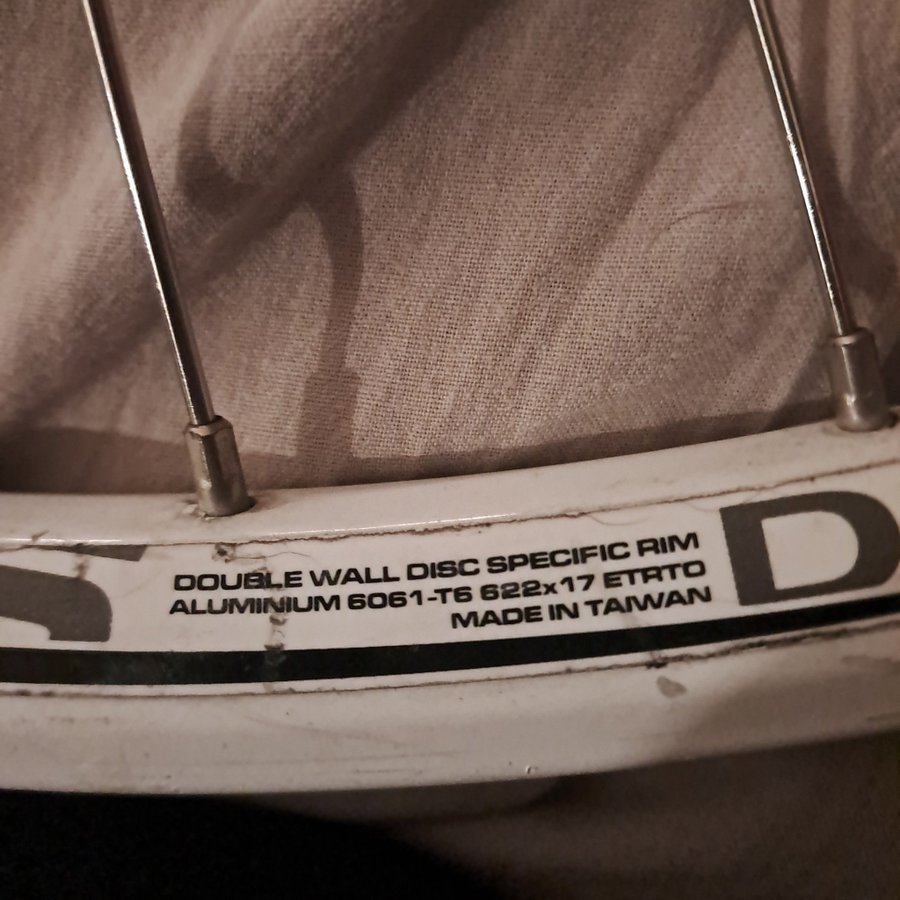 S
DOUBLE WALL DISC SPECIFIC RIM
ALUMINIUM 6061-T6 622x17 ETRTO
MADE IN TAIWAN
D